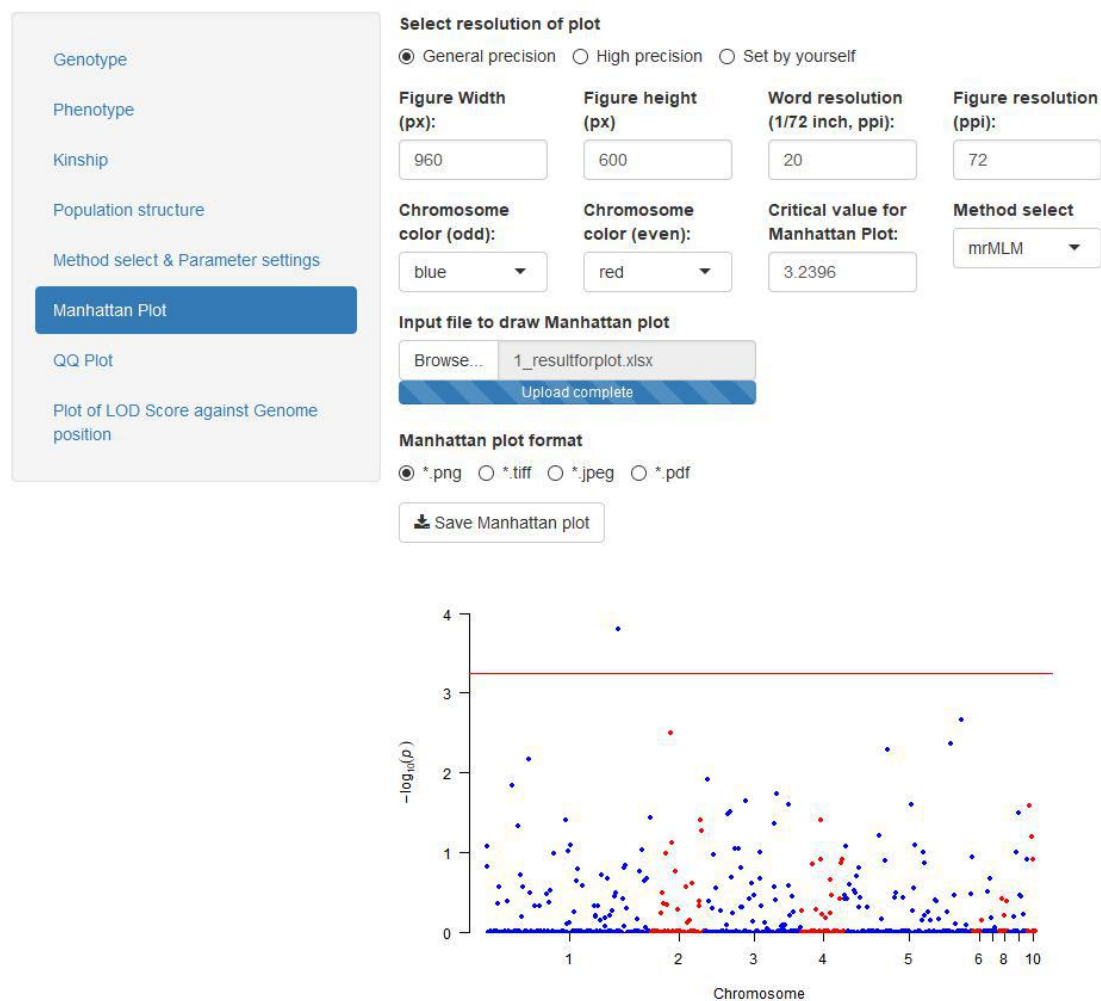 Genotype
Phenotype
Kinship
Population structure
Method select & Parameter settings
Manhattan Plot
QQ Plot
Plot of LOD Score against Genome
position
Select resolution of plot
General precision High precision Set by yourself
Figure Width
(px):
Figure height
(px)
Word resolution
(1/72 inch, ppi):
Figure resolution
(ppi):
960 600 20 72
Chromosome
color (odd):
Chromosome
color (even):
Critical value for
Manhattan Plot:
Method select
blue red 3.2396 mrMLM
Input file to draw Manhattan plot
Browse... 1_resultforplot.xlsx
Upload complete
Manhattan plot format
*.png *.tiff *.jpeg *.pdf
Save Manhattan plot
4
3
2
1
0
−log₁₀(p)
1 2 3 4 5 6 8 10
Chromosome